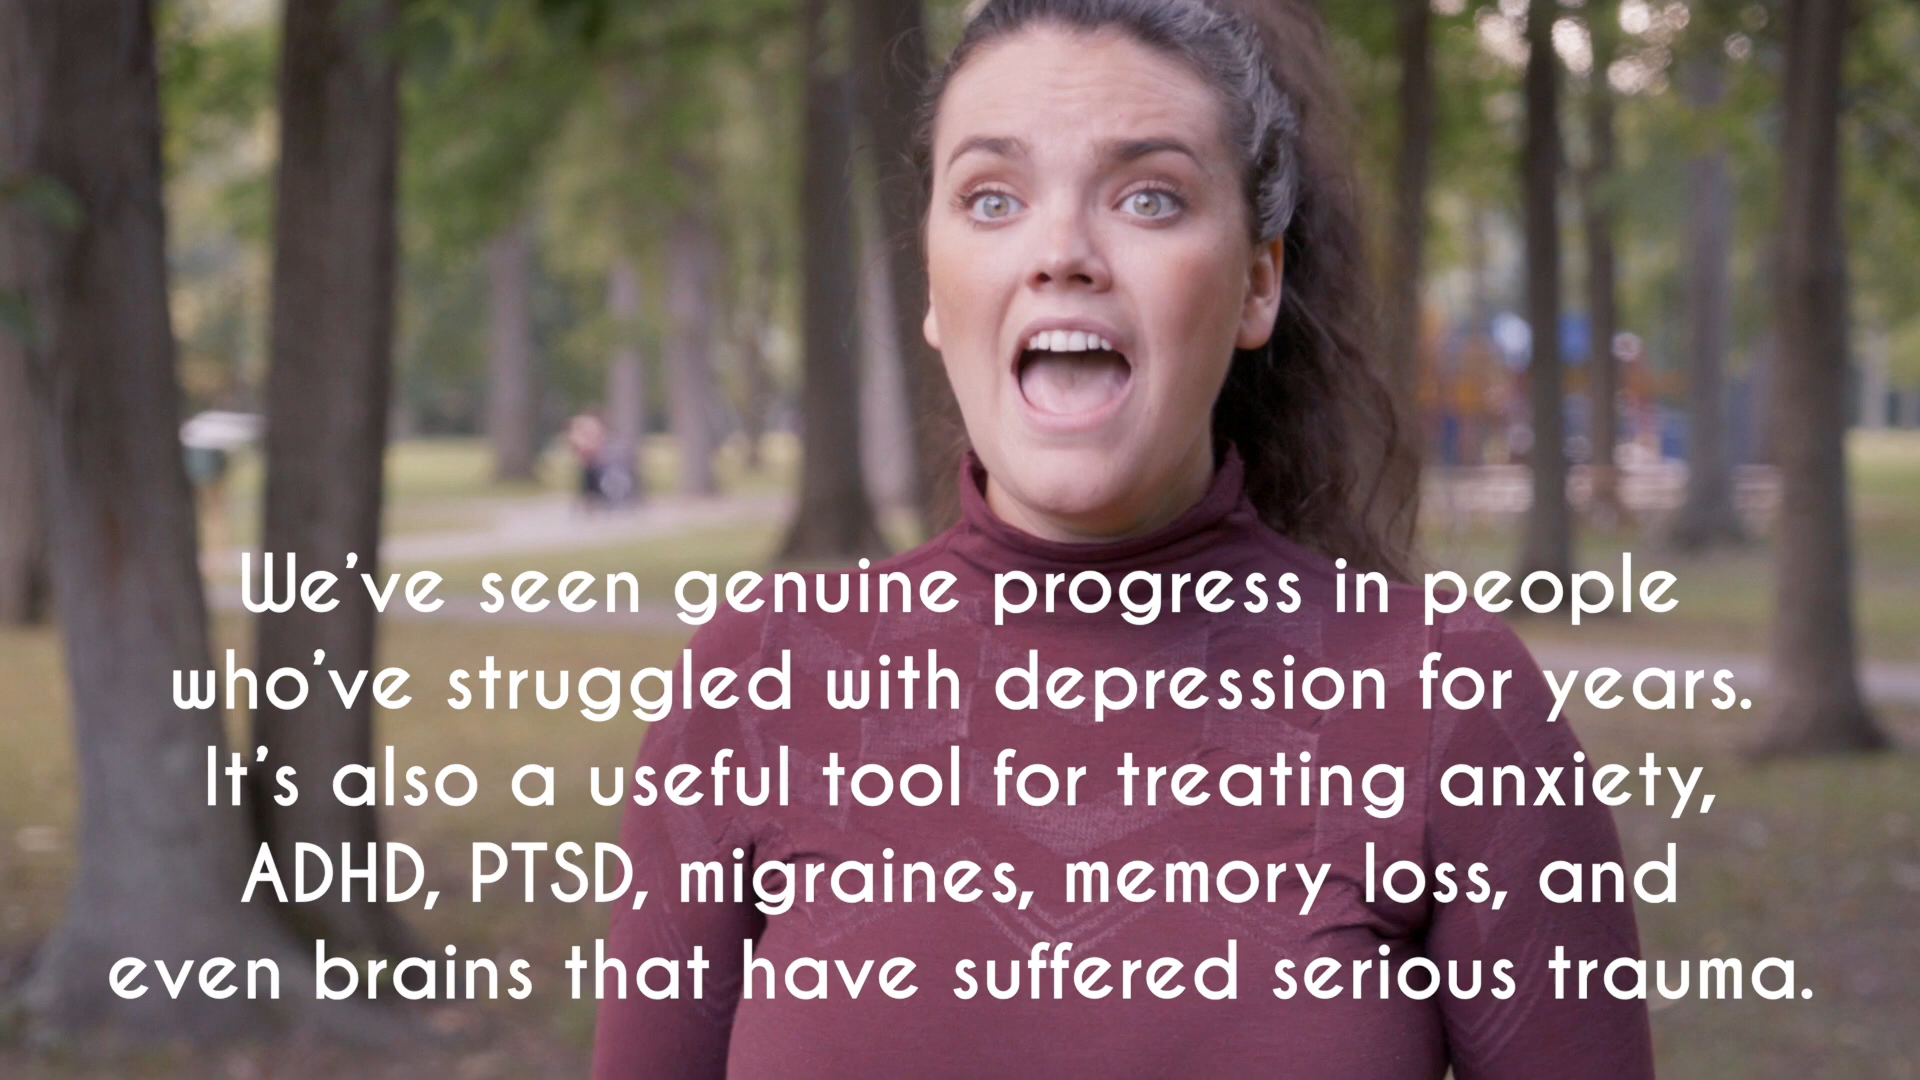 We've seen genuine progress in people
who've struggled with depression for years.
It's also a useful tool for treating anxiety,
ADHD, PTSD, migraines, memory loss, and
even brains that have suffered serious trauma.